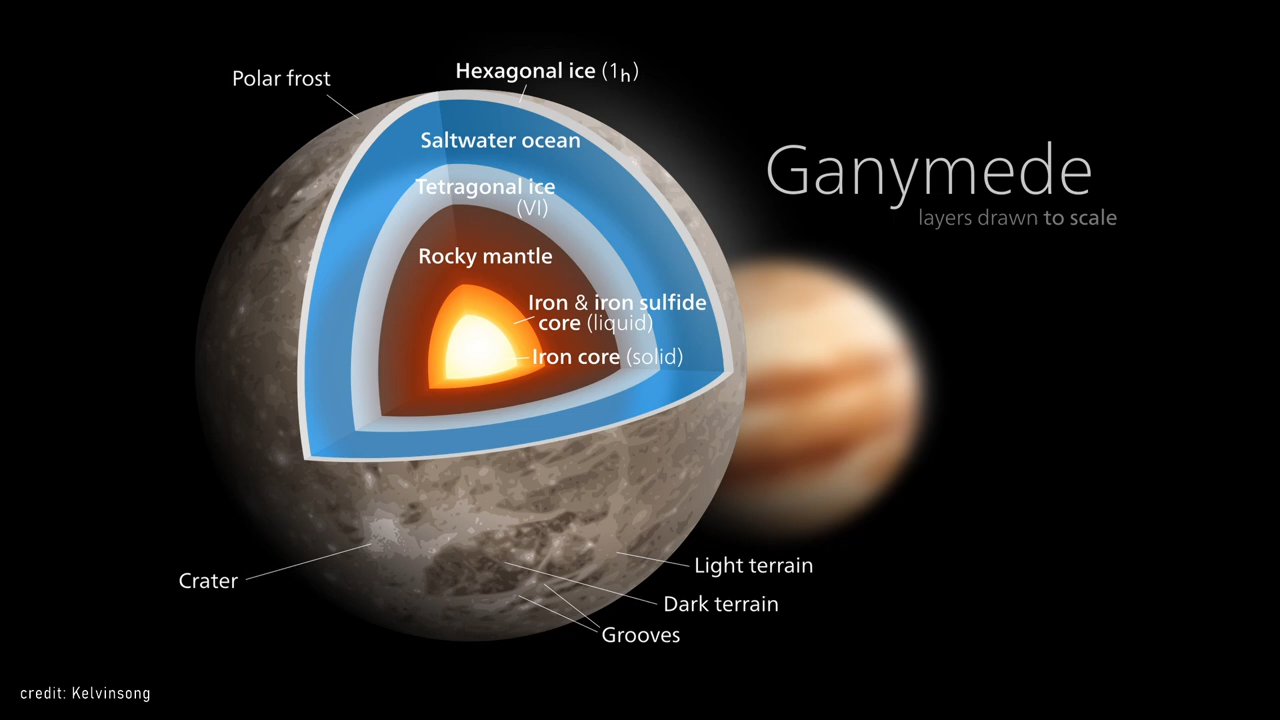 Polar frost
Hexagonal ice (1h)
Saltwater ocean
Tetragonal ice
(VI)
Rocky mantle
Iron & iron sulfide
core (liquid)
Iron core (solid)
Ganymede
layers drawn to scale
Crater
Light terrain
Dark terrain
Grooves
credit: Kelvinsong